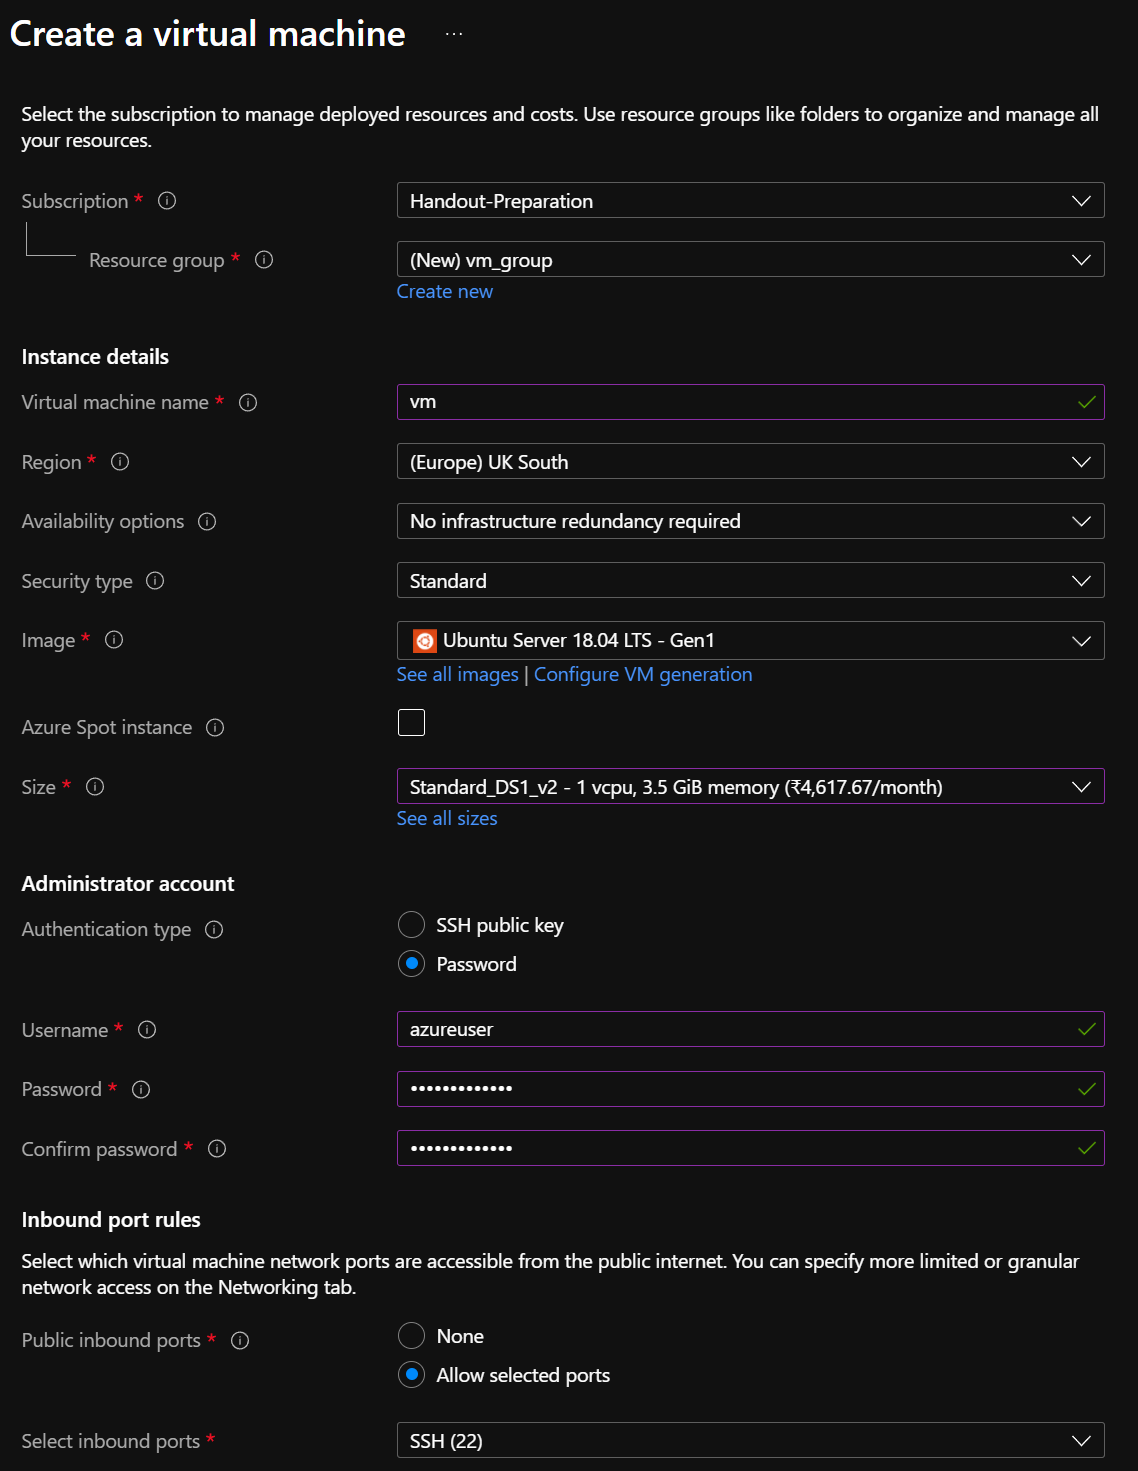 Create a virtual machine ...
Select the subscription to manage deployed resources and costs. Use resource groups like folders to organize and manage all
your resources.
Subscription *
Handout-Preparation
Resource group *
(New) vm_group
Create new
Instance details
Virtual machine name *
vm
Region *
(Europe) UK South
Availability options
No infrastructure redundancy required
Security type
Standard
Image *
Ubuntu Server 18.04 LTS - Gen1
See all images | Configure VM generation
Azure Spot instance
Size *
Standard_DS1_v2 - 1 vcpu, 3.5 GiB memory (₹4,617.67/month)
See all sizes
Administrator account
Authentication type
SSH public key
Password
Username *
azureuser
Password *
•••••••••••••
Confirm password *
•••••••••••••
Inbound port rules
Select which virtual machine network ports are accessible from the public internet. You can specify more limited or granular
network access on the Networking tab.
Public inbound ports *
None
Allow selected ports
Select inbound ports *
SSH (22)